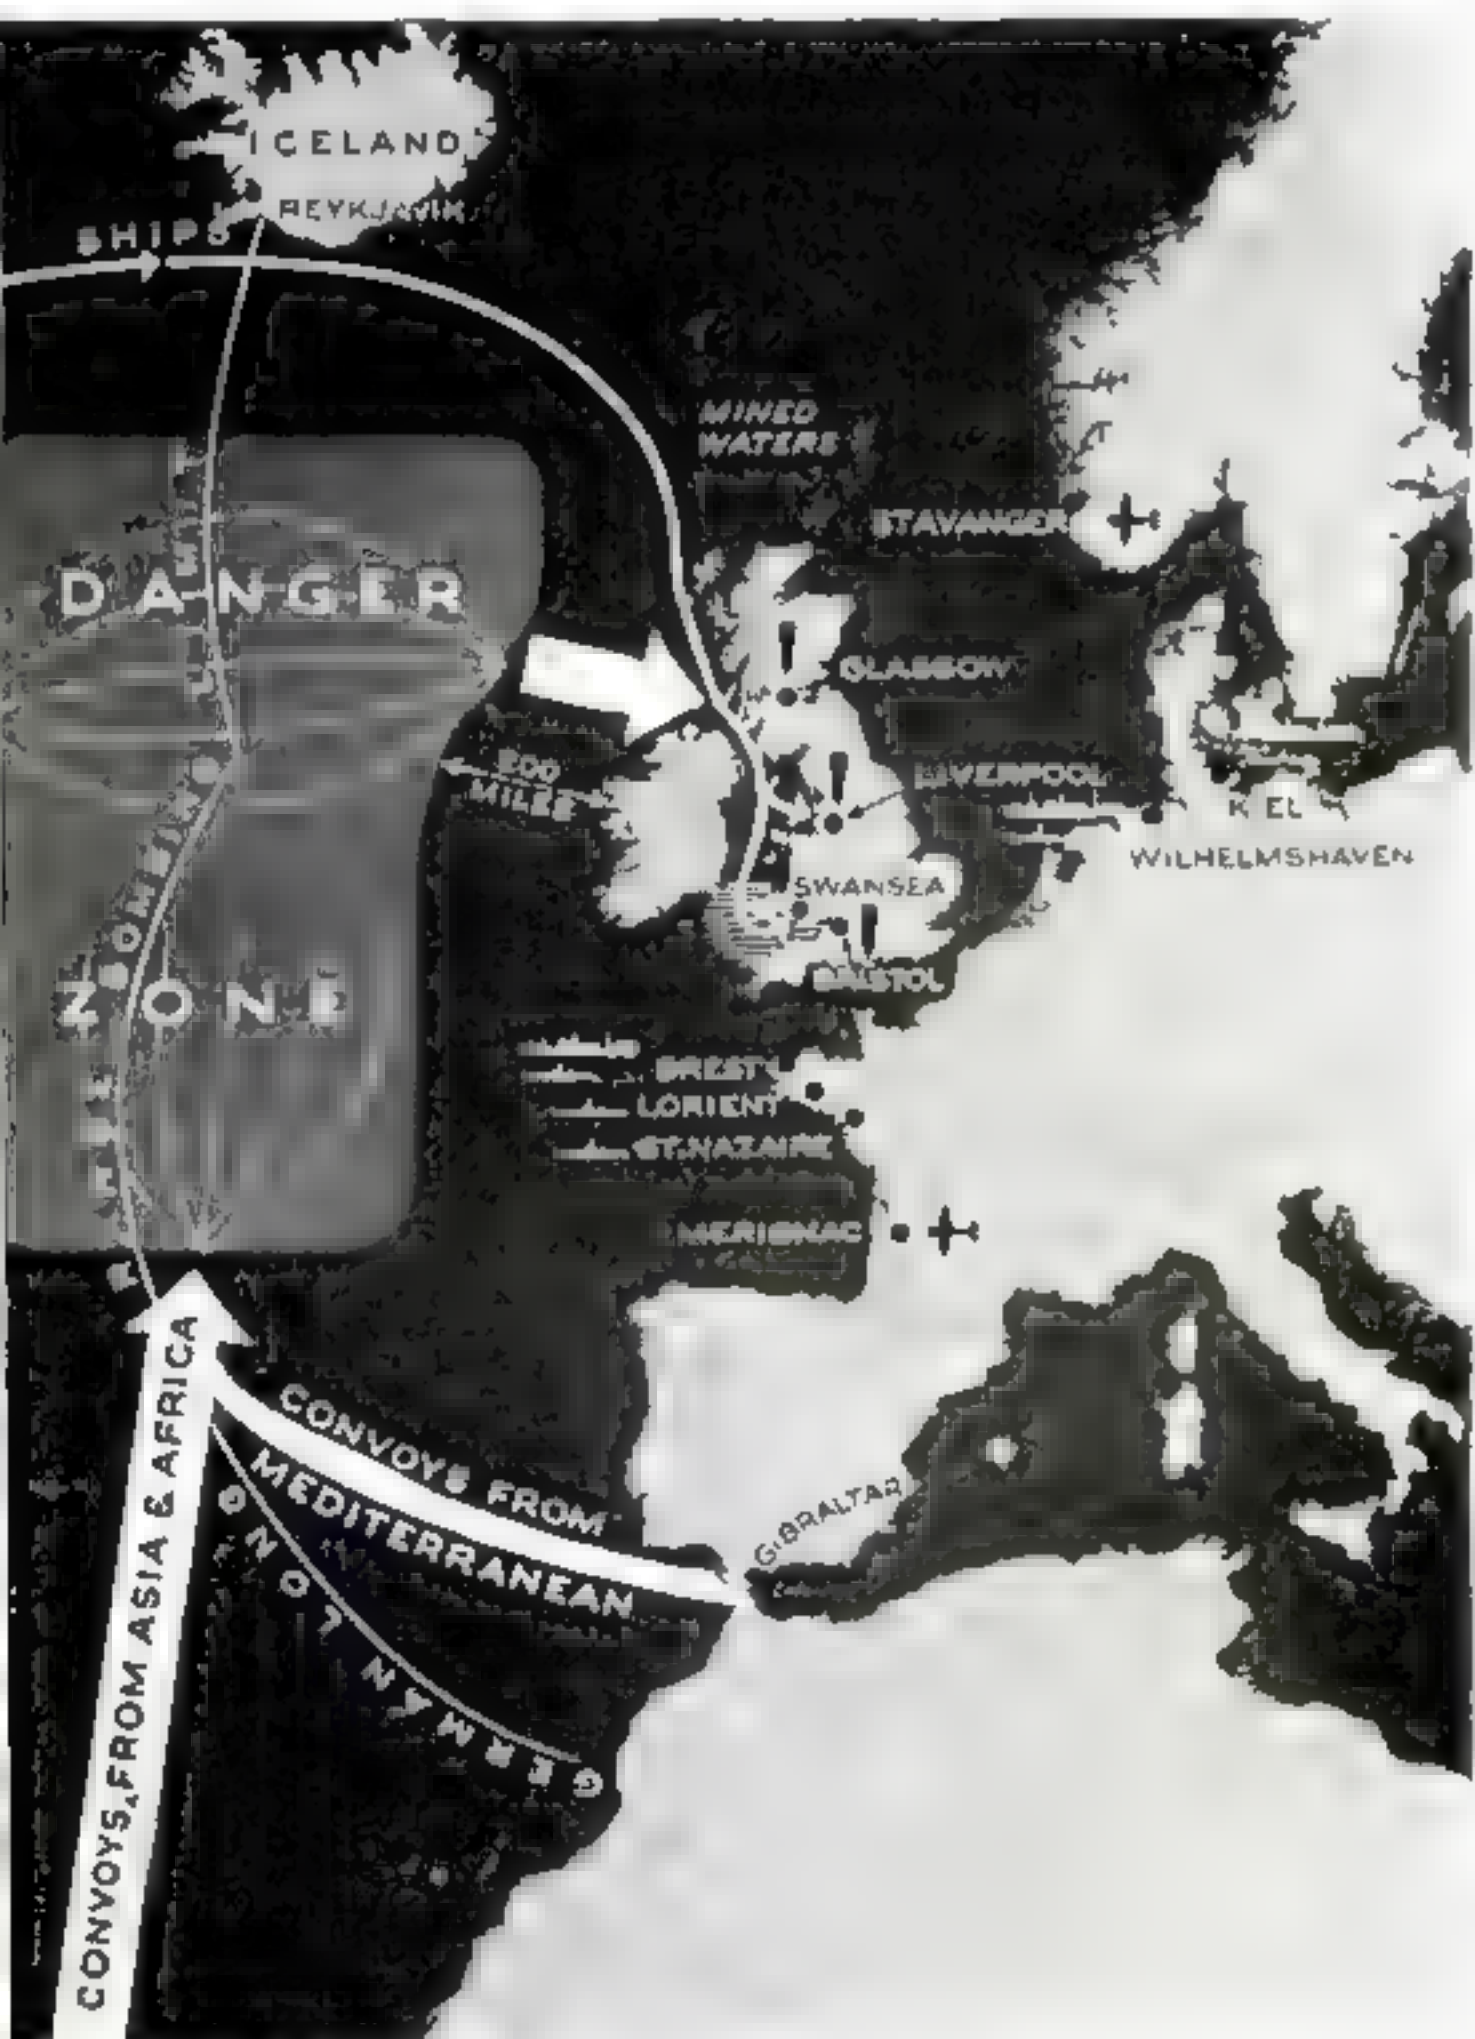 ICELAND
REYKJAVIK
SHIPS
MINED
WATERS
STAVANGER
DANGER
GLASGOW
MILES
LIVERPOOL
KIEL
WILHELMSHAVEN
SWANSEA
BRISTOL
ZONE
BREST
LORIENT
ST.NAZAIRE
MERIGNAC
CONVOYS FROM
MEDITERRANEAN
GIBRALTAR
CONVOYS FROM ASIA & AFRICA
GERMAN LONG